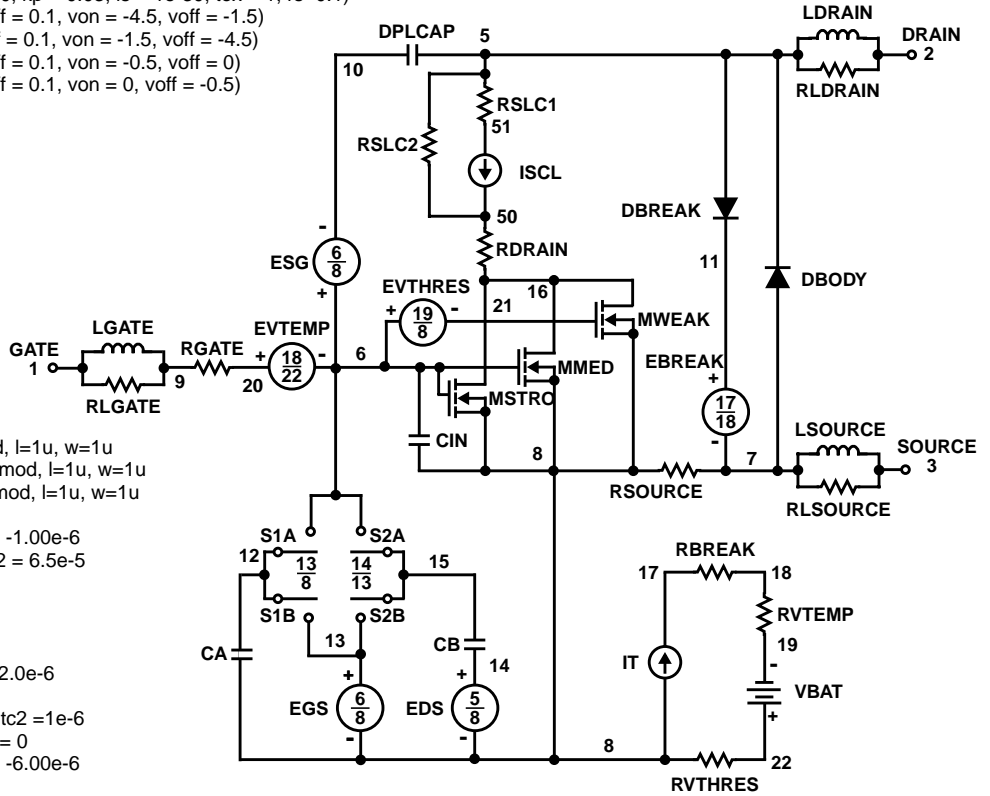 ff = 0.1, von = -4.5, voff = -1.5)
f = 0.1, von = -1.5, voff = -4.5)
ff = 0.1, von = -0.5, voff = 0)
ff = 0.1, von = 0, voff = -0.5)
LDRAIN
DPLCAP
5
DRAIN
2
10
RLDRAIN
RSLC1
51
RSLC2
ISCL
DBREAK
50
-
RDRAIN
ESG
6
8
11
DBODY
+
EVTHRES
16
21
+
19
8
-
MWEAK
LGATE
EVTEMP
GATE
1
RGATE
+
18
22
-
6
EBREAK
MMED
+
9
20
RLGATE
MSTRO
17
18
-
LSOURCE
SOURCE
3
CIN
8
7
RSOURCE
RLSOURCE
d, l=1u, w=1u
mod, l=1u, w=1u
mod, l=1u, w=1u
-1.00e-6
2 = 6.5e-5
2.0e-6
tc2 =1e-6
= 0
-6.00e-6
S1A
S2A
12
13
8
14
13
15
S1B
S2B
13
CA
CB
+
EGS
6
8
-
+
14
EDS
5
8
-
8
RBREAK
17
18
RVTEMP
19
-
IT
VBAT
+
22
RVTHRES